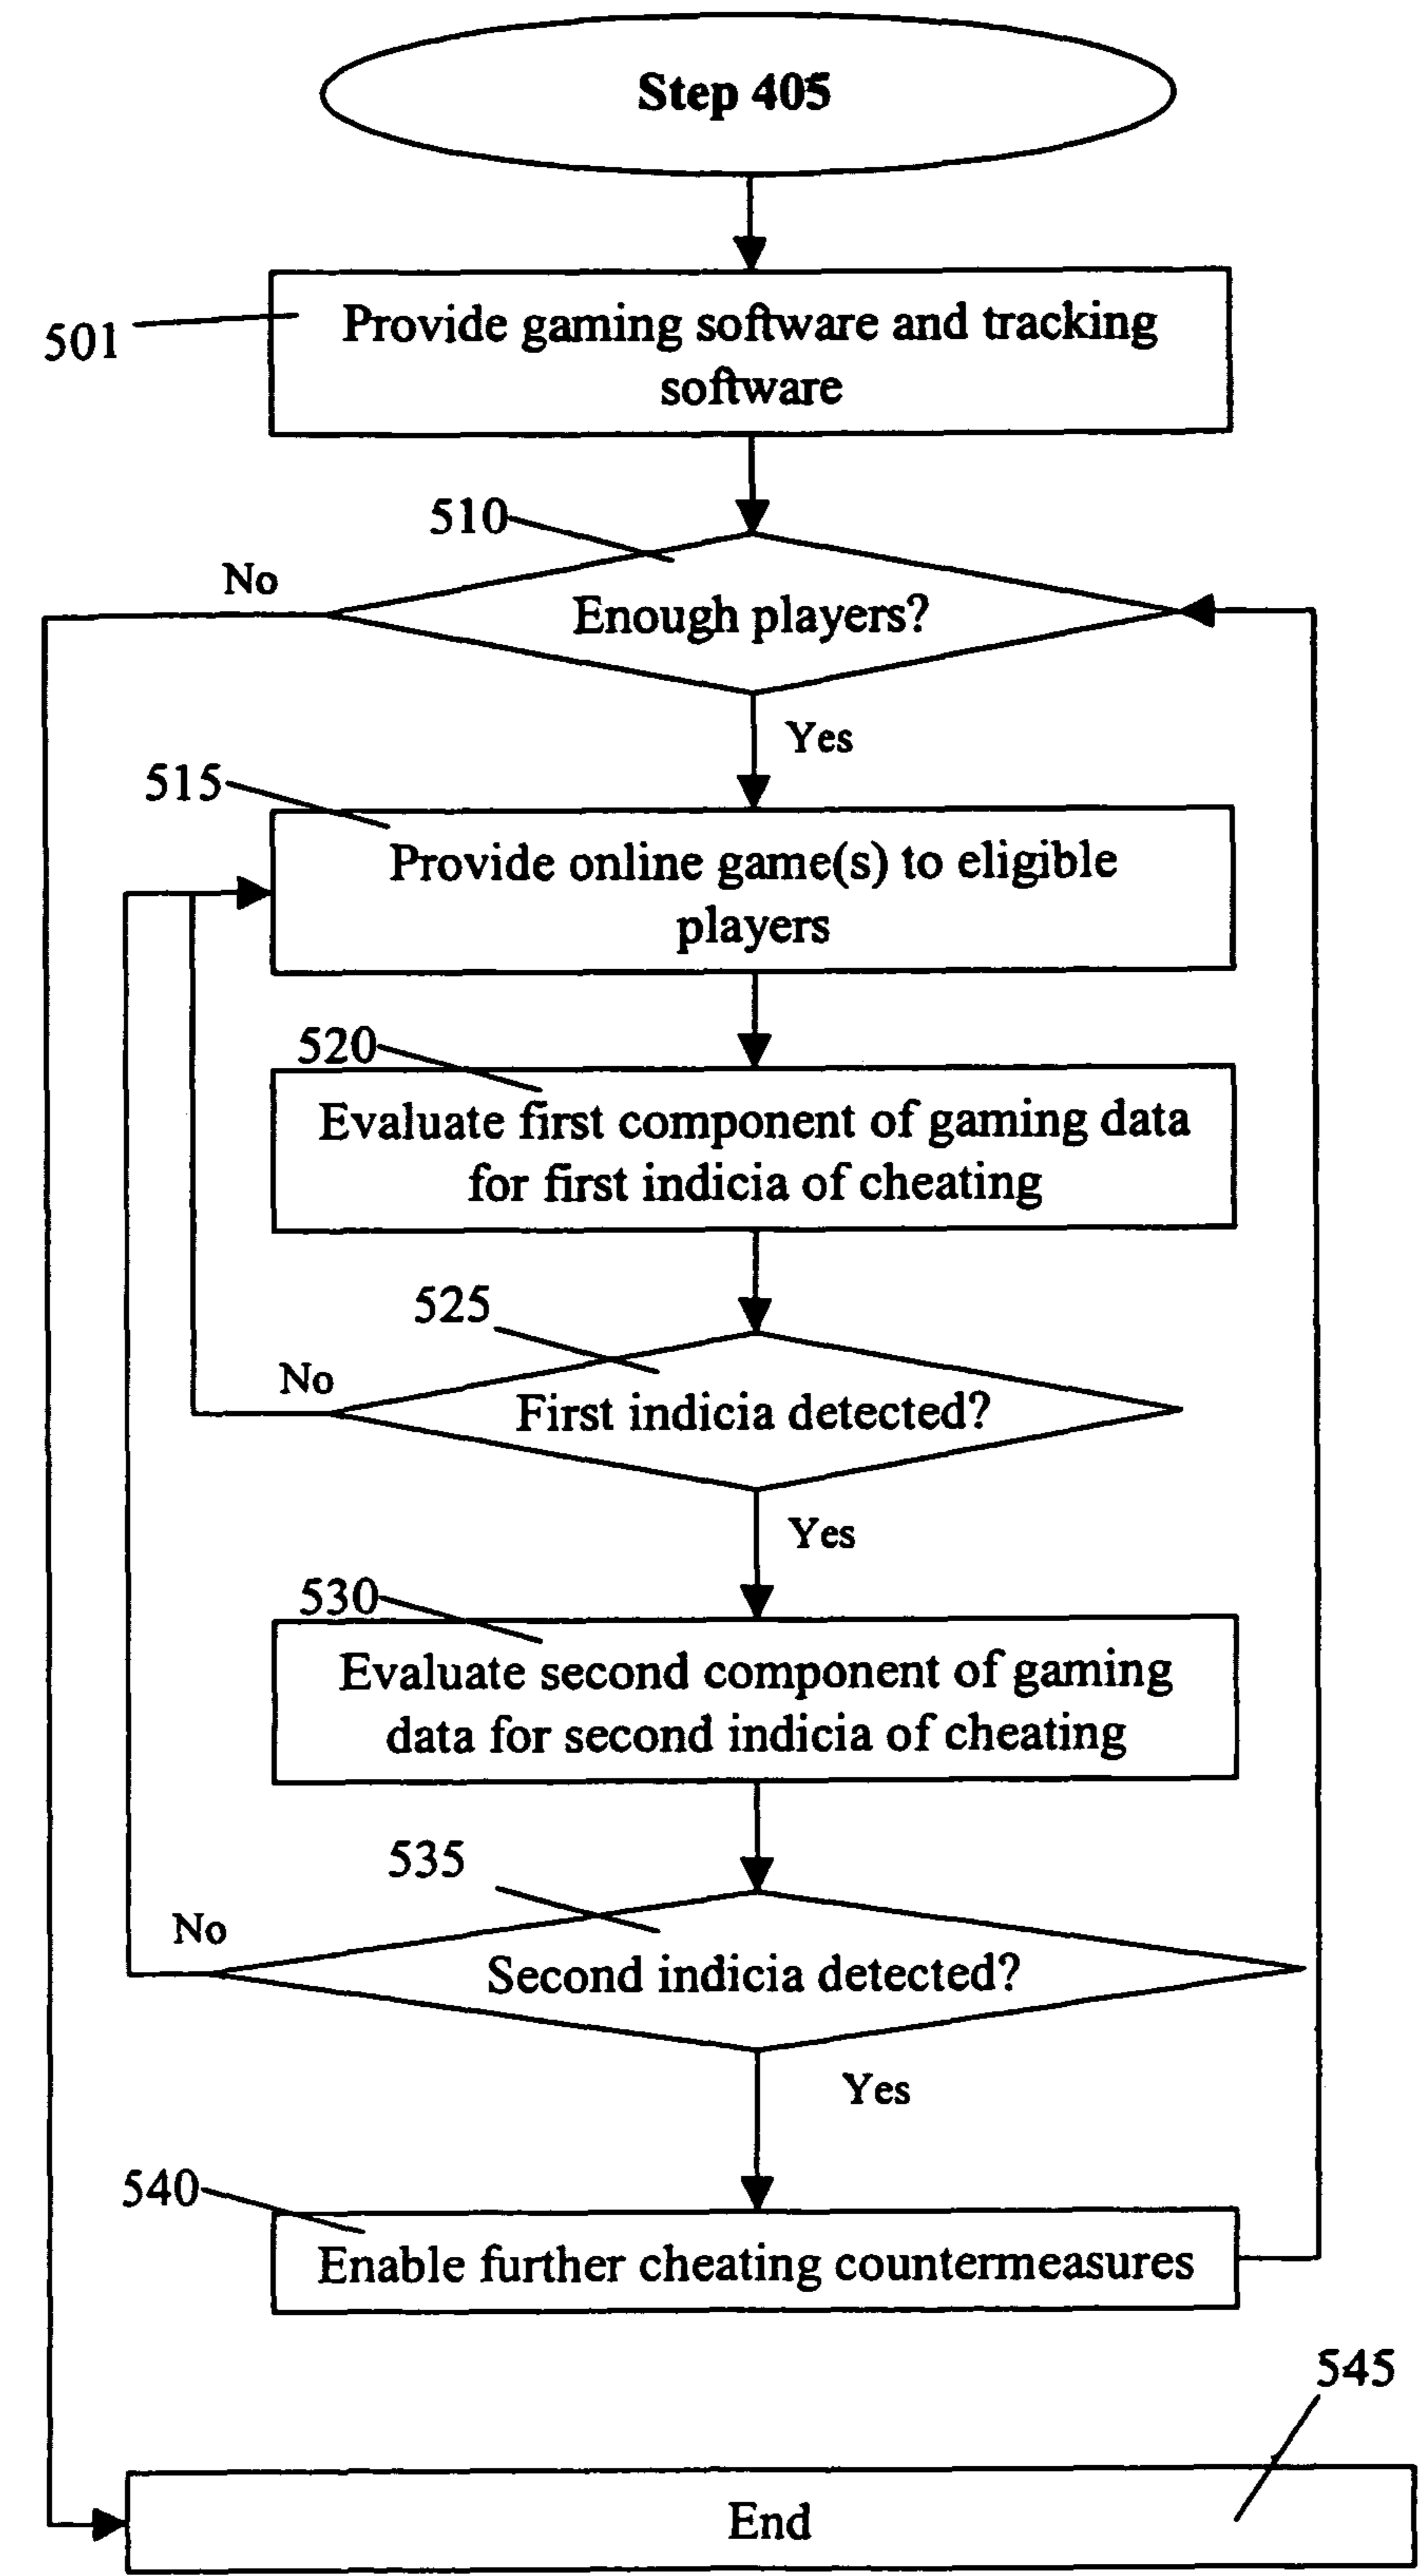 Step 405
501
Provide gaming software and tracking
software
510
No
Enough players?
Yes
515
Provide online game(s) to eligible
players
520
Evaluate first component of gaming data
for first indicia of cheating
525
No
First indicia detected?
Yes
530
Evaluate second component of gaming
data for second indicia of cheating
535
No
Second indicia detected?
Yes
540
Enable further cheating countermeasures
545
End